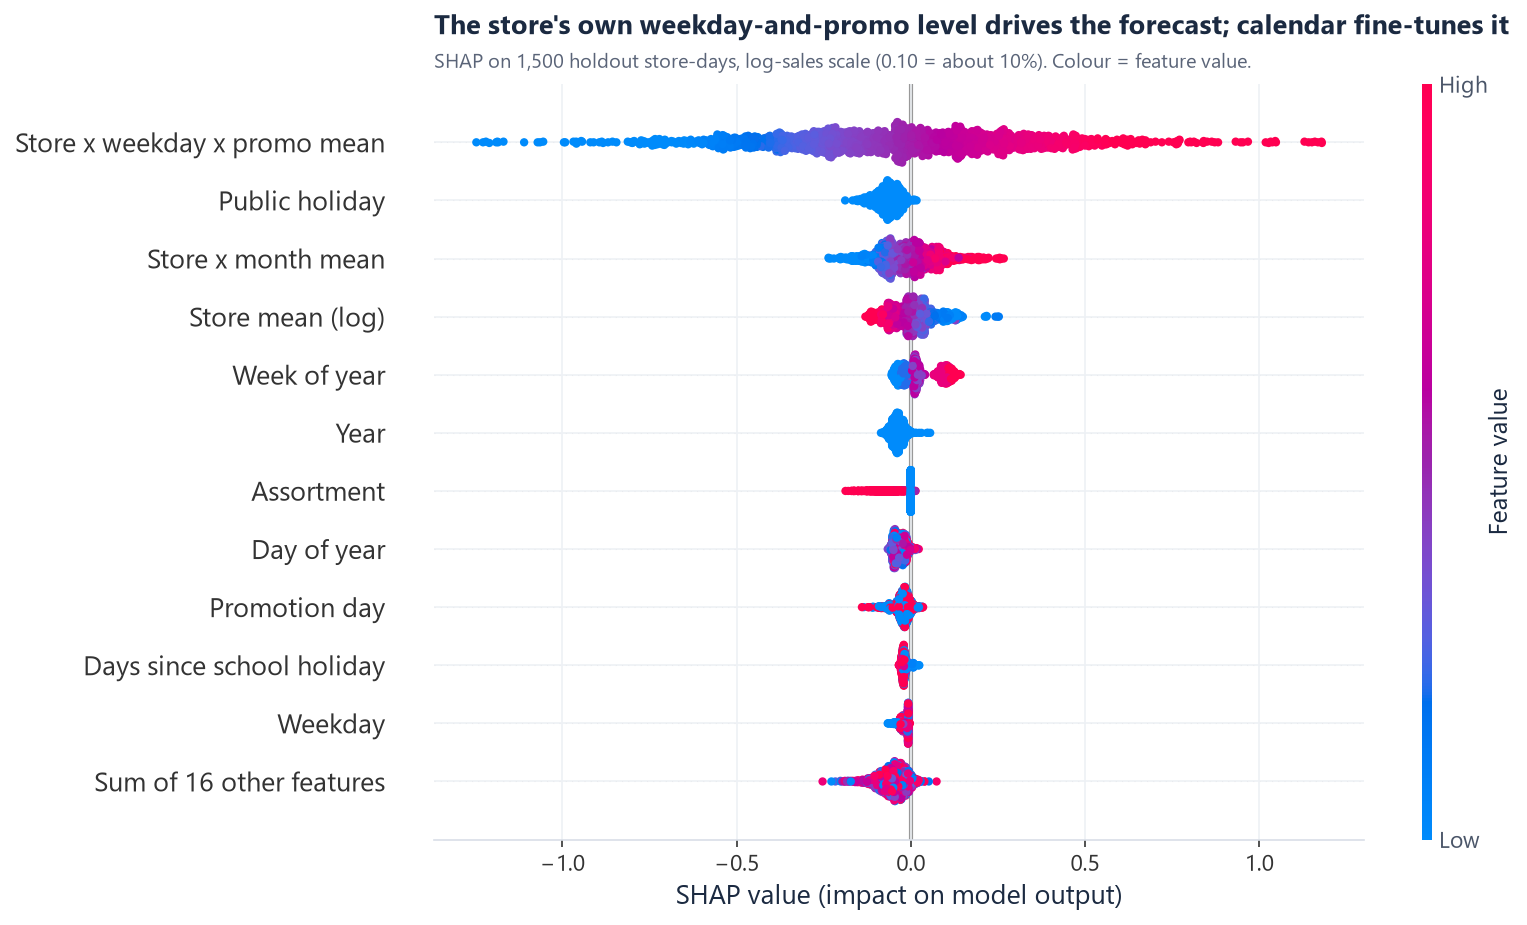 The store's own weekday-and-promo level drives the forecast; calendar fine-tunes it
SHAP on 1,500 holdout store-days, log-sales scale (0.10 = about 10%). Colour = feature value.
High
Store x weekday x promo mean
Public holiday
Store x month mean
Store mean (log)
Week of year
Year
Assortment
Day of year
Promotion day
Days since school holiday
Weekday
Sum of 16 other features
Feature value
Low
−1.0
−0.5
0.0
0.5
1.0
SHAP value (impact on model output)